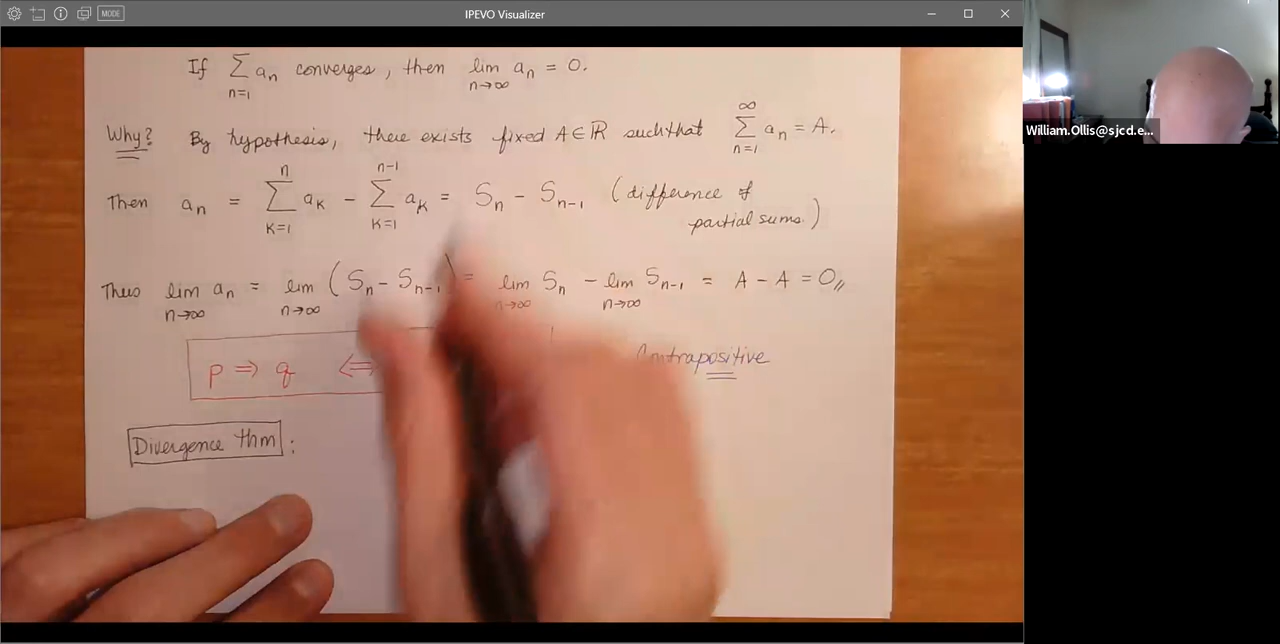 MODE
IPEVO Visualizer
If ∑ n=1 aₙ converges, then lim n→∞ aₙ = 0.
Why? By hypothesis, there exists fixed A∈ℝ such that ∞ ∑ n=1 aₙ = A.
Then aₙ = n ∑ K=1 aₖ - n-1 ∑ K=1 aₖ = Sₙ - Sₙ₋₁ (difference of
partial sums)
Thus lim n→∞ aₙ = lim n→∞ (Sₙ - Sₙ₋₁) = lim n→∞ Sₙ - lim n→∞ Sₙ₋₁ = A - A = 0//
p ⇒ q ⇔
Contrapositive
Divergence thm :
William.Ollis@sjcd.e...